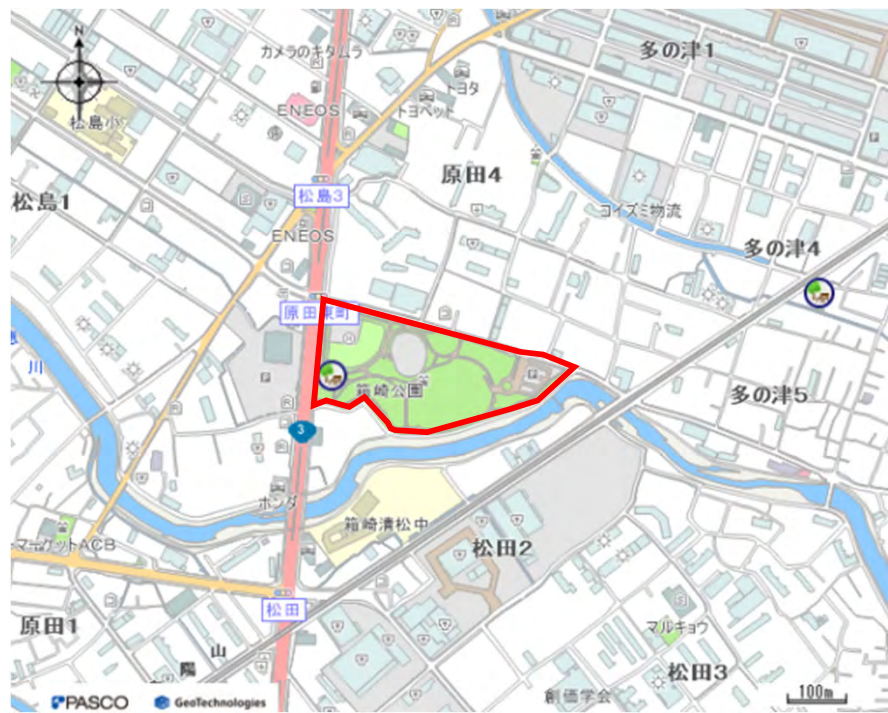 N
カメラのキタムラ
多の津1
トヨタ
ENEOS
トヨペット
松島小
原田4
松島3
松島1
コイズミ物流
ENEOS
多の津4
原田東町
川
箱崎公園
多の津5
3
ホンダ
箱崎清松中
ーマーケットACB
松田2
松田
原田1
マルキョウ
山
陽
松田3
創価学会
100m
PASCO
GeoTechnologies